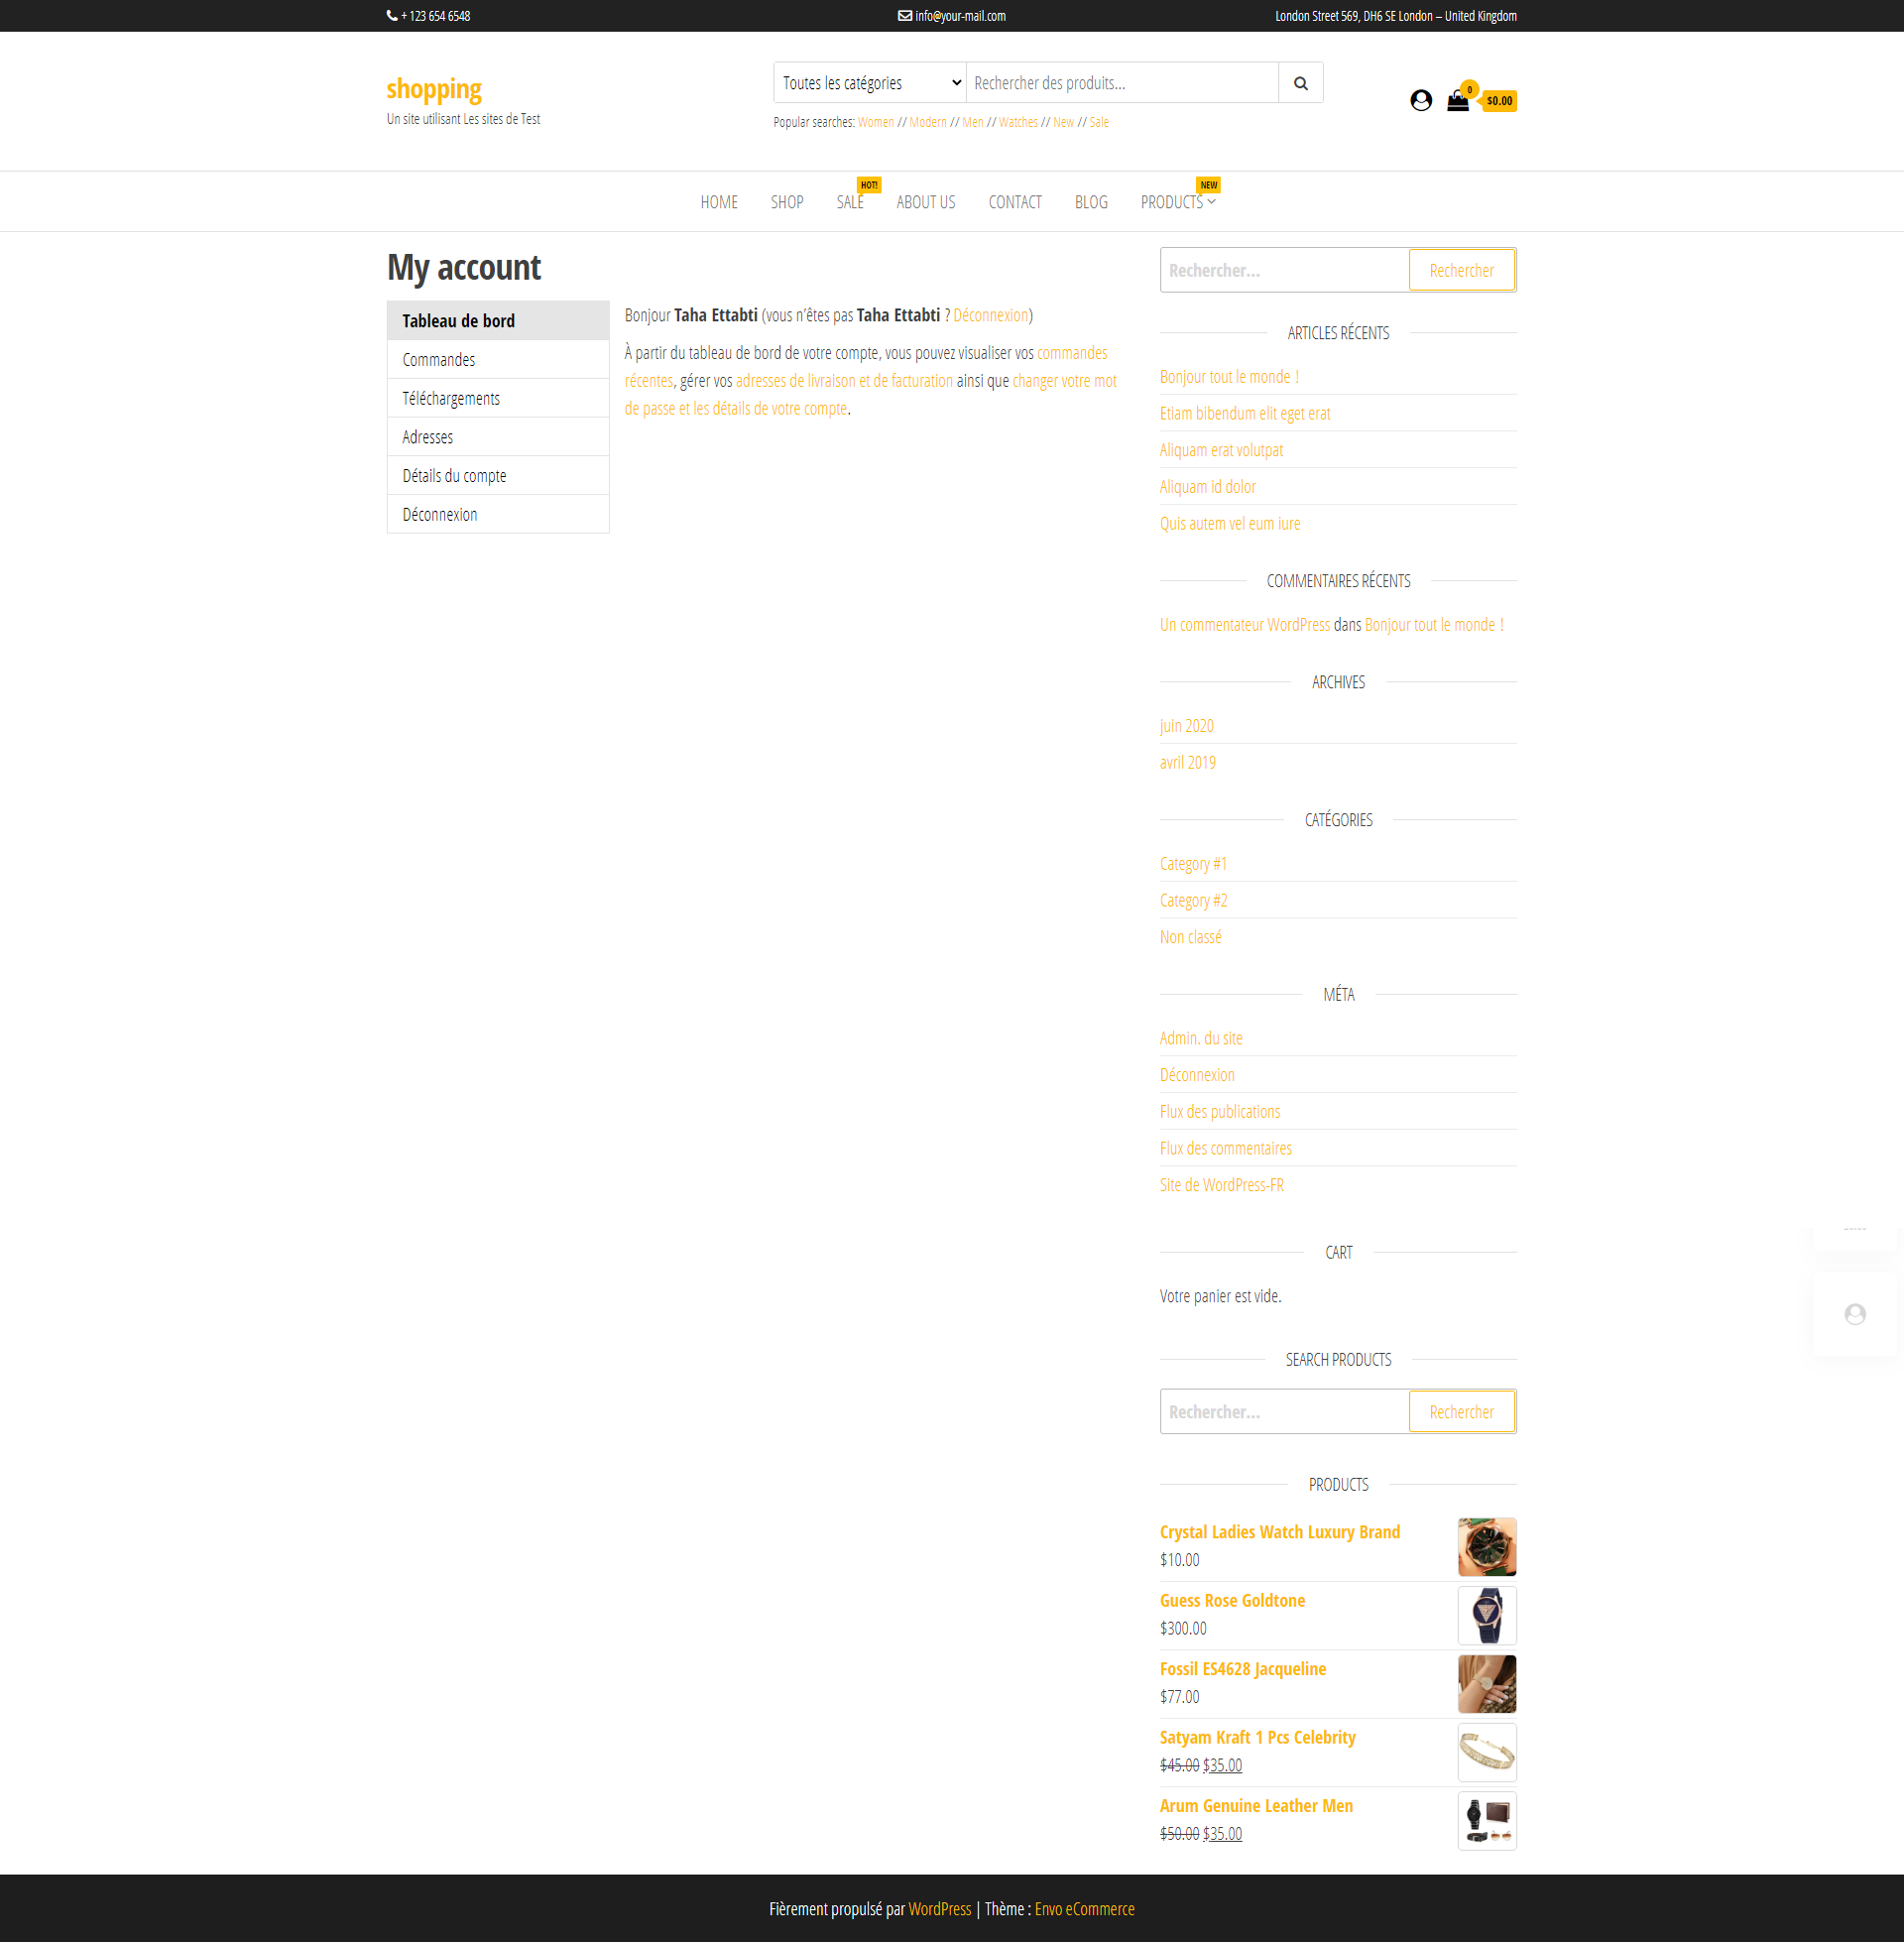 + 123 654 6548
info@your-mail.com
London Street 569, DH6 SE London – United Kingdom
shopping
Un site utilisant Les sites de Test
Toutes les catégories
Rechercher des produits...
Popular searches: Women // Modern // Men // Watches // New // Sale
0
$0.00
HOME
SHOP
SALE
HOT!
ABOUT US
CONTACT
BLOG
PRODUCTS
NEW
My account
Tableau de bord
Commandes
Téléchargements
Adresses
Détails du compte
Déconnexion
Bonjour Taha Ettabti (vous n’êtes pas Taha Ettabti ? Déconnexion)
À partir du tableau de bord de votre compte, vous pouvez visualiser vos commandes
récentes, gérer vos adresses de livraison et de facturation ainsi que changer votre mot
de passe et les détails de votre compte.
Rechercher…
Rechercher
ARTICLES RÉCENTS
Bonjour tout le monde !
Etiam bibendum elit eget erat
Aliquam erat volutpat
Aliquam id dolor
Quis autem vel eum iure
COMMENTAIRES RÉCENTS
Un commentateur WordPress dans Bonjour tout le monde !
ARCHIVES
juin 2020
avril 2019
CATÉGORIES
Category #1
Category #2
Non classé
MÉTA
Admin. du site
Déconnexion
Flux des publications
Flux des commentaires
Site de WordPress-FR
CART
Votre panier est vide.
SEARCH PRODUCTS
Rechercher…
Rechercher
PRODUCTS
Crystal Ladies Watch Luxury Brand
$10.00
Guess Rose Goldtone
$300.00
Fossil ES4628 Jacqueline
$77.00
Satyam Kraft 1 Pcs Celebrity
$45.00 $35.00
Arum Genuine Leather Men
$50.00 $35.00
Fièrement propulsé par WordPress | Thème : Envo eCommerce